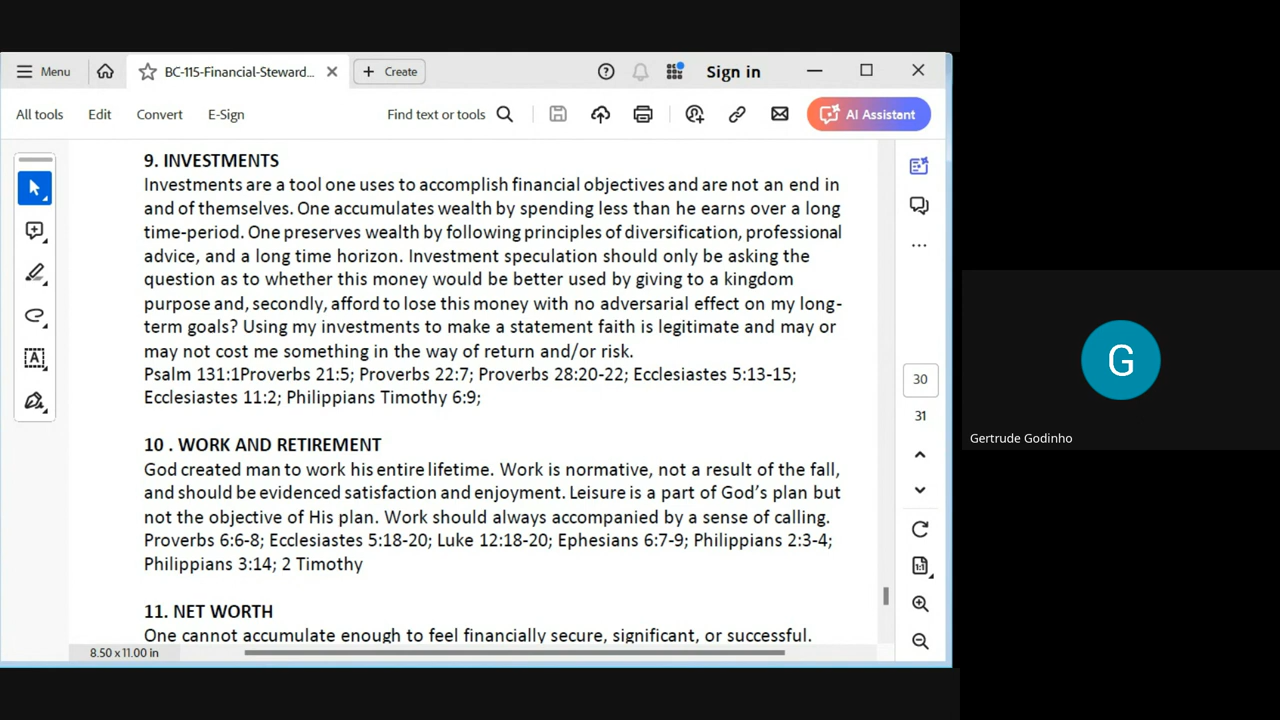 Menu
BC-115-Financial-Steward...
Create
Sign in
All tools
Edit
Convert
E-Sign
Find text or tools
AI Assistant
9. INVESTMENTS
Investments are a tool one uses to accomplish financial objectives and are not an end in
and of themselves. One accumulates wealth by spending less than he earns over a long
time-period. One preserves wealth by following principles of diversification, professional
advice, and a long time horizon. Investment speculation should only be asking the
question as to whether this money would be better used by giving to a kingdom
purpose and, secondly, afford to lose this money with no adversarial effect on my long-
term goals? Using my investments to make a statement faith is legitimate and may or
may not cost me something in the way of return and/or risk.
Psalm 131:1Proverbs 21:5; Proverbs 22:7; Proverbs 28:20-22; Ecclesiastes 5:13-15;
Ecclesiastes 11:2; Philippians Timothy 6:9;
10 . WORK AND RETIREMENT
God created man to work his entire lifetime. Work is normative, not a result of the fall,
and should be evidenced satisfaction and enjoyment. Leisure is a part of God's plan but
not the objective of His plan. Work should always accompanied by a sense of calling.
Proverbs 6:6-8; Ecclesiastes 5:18-20; Luke 12:18-20; Ephesians 6:7-9; Philippians 2:3-4;
Philippians 3:14; 2 Timothy
11. NET WORTH
One cannot accumulate enough to feel financially secure, significant, or successful.
8.50 x 11.00 in
30
31
1:1
G
Gertrude Godinho